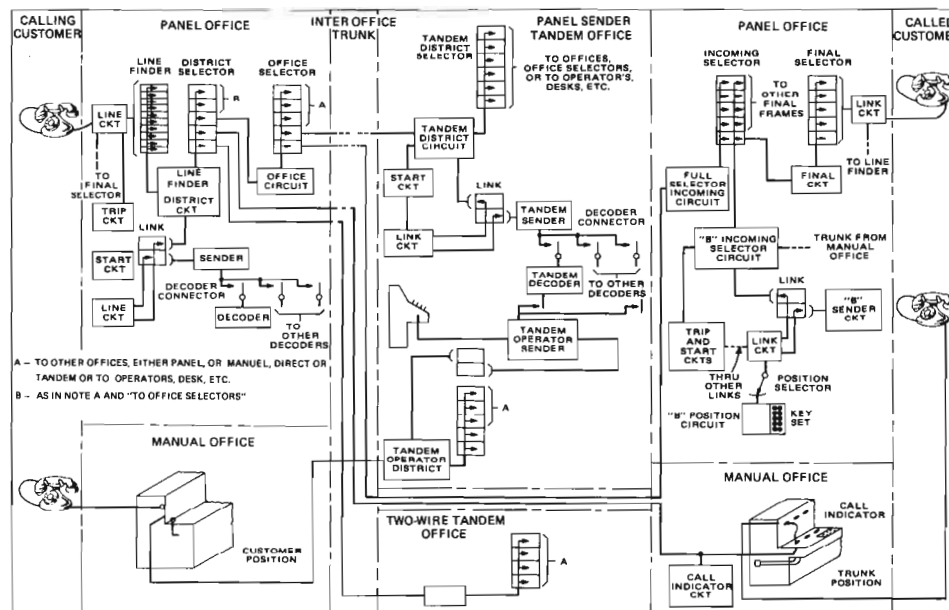 CALLING
CUSTOMER
PANEL OFFICE
INTER OFFICE
TRUNK
PANEL SENDER
TANDEM OFFICE
PANEL OFFICE
CALLED
CUSTOME
LINE
FINDER
DISTRICT
SELECTOR
OFFICE
SELECTOR
B
A
LINE
CKT
TO
FINAL
SELECTOR
TRIP
CKT
LINE
FINDER
DISTRICT
CKT
OFFICE
CIRCUIT
LINK
START
CKT
SENDER
DECODER
CONNECTOR
LINE
CKT
DECODER
TO
OTHER
DECODERS
A – TO OTHER OFFICES, EITHER PANEL, OR MANUEL, DIRECT OR
TANDEM OR TO OPERATORS, DESK, ETC.
B – AS IN NOTE A AND "TO OFFICE SELECTORS"
TANDEM
DISTRICT
SELECTOR
TO OFFICES,
OFFICE SELECTORS,
OR TO OPERATOR'S,
DESKS, ETC.
TANDEM
DISTRICT
CIRCUIT
START
CKT
LINK
TANDEM
SENDER
DECODER
CONNECTOR
LINK
CKT
TANDEM
DECODER
TO OTHER
DECODERS
TANDEM
OPERATOR
SENDER
A
TANDEM
OPERATOR
DISTRICT
INCOMING
SELECTOR
FINAL
SELECTOR
TO
OTHER
FINAL
FRAMES
LINK
CKT
TO LINE
FINDER
FULL
SELECTOR
INCOMING
CIRCUIT
FINAL CKT
"B" INCOMING
SELECTOR
CIRCUIT
TRUNK FROM
MANUAL
OFFICE
LINK
"B"
SENDER CKT
TRIP
AND
START
CKTS
LINK
CKT
THRU
OTHER
LINKS
POSITION
SELECTOR
"B" POSITION
CIRCUIT
KEY
SET
MANUAL OFFICE
CUSTOMER
POSITION
TWO-WIRE TANDEM
OFFICE
A
MANUAL OFFICE
CALL
INDICATOR
CALL
INDICATOR
CKT
TRUNK
POSITION